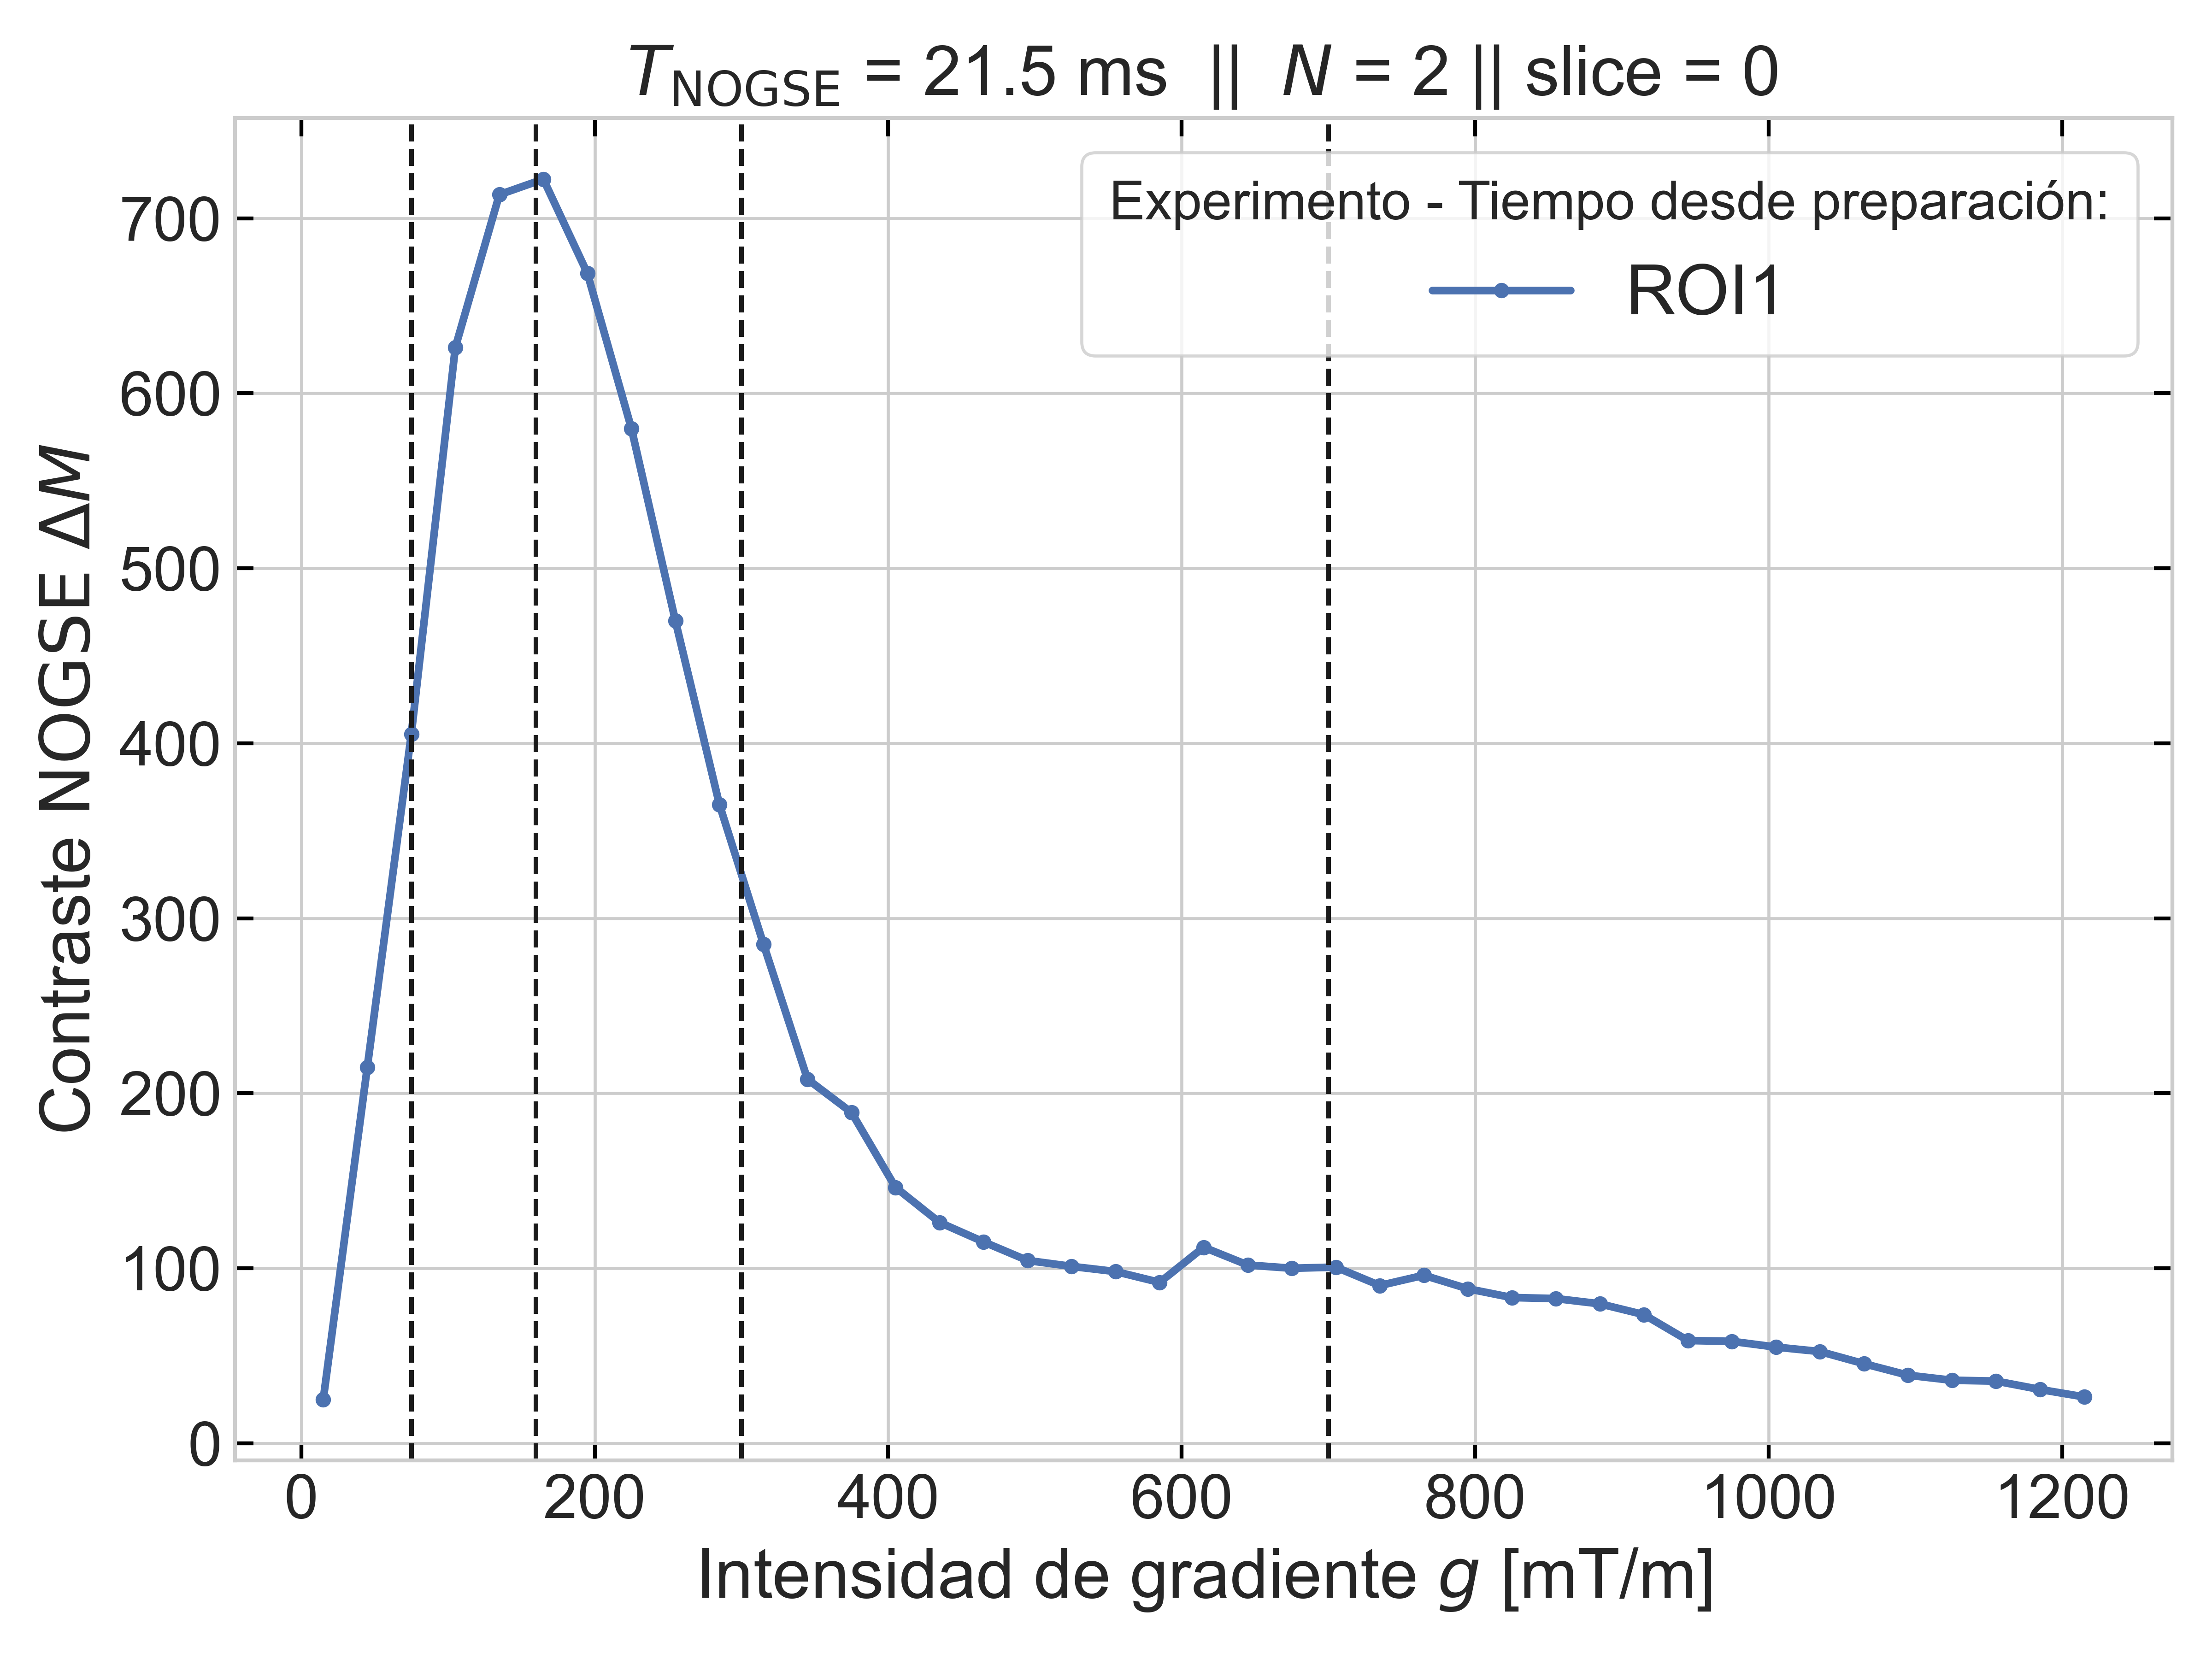 T_NOGSE = 21.5 ms || N = 2 || slice = 0
Experimento - Tiempo desde preparación:
ROI1
Contraste NOGSE ΔM
700
600
500
400
300
200
100
0
0 200 400 600 800 1000 1200
Intensidad de gradiente g [mT/m]